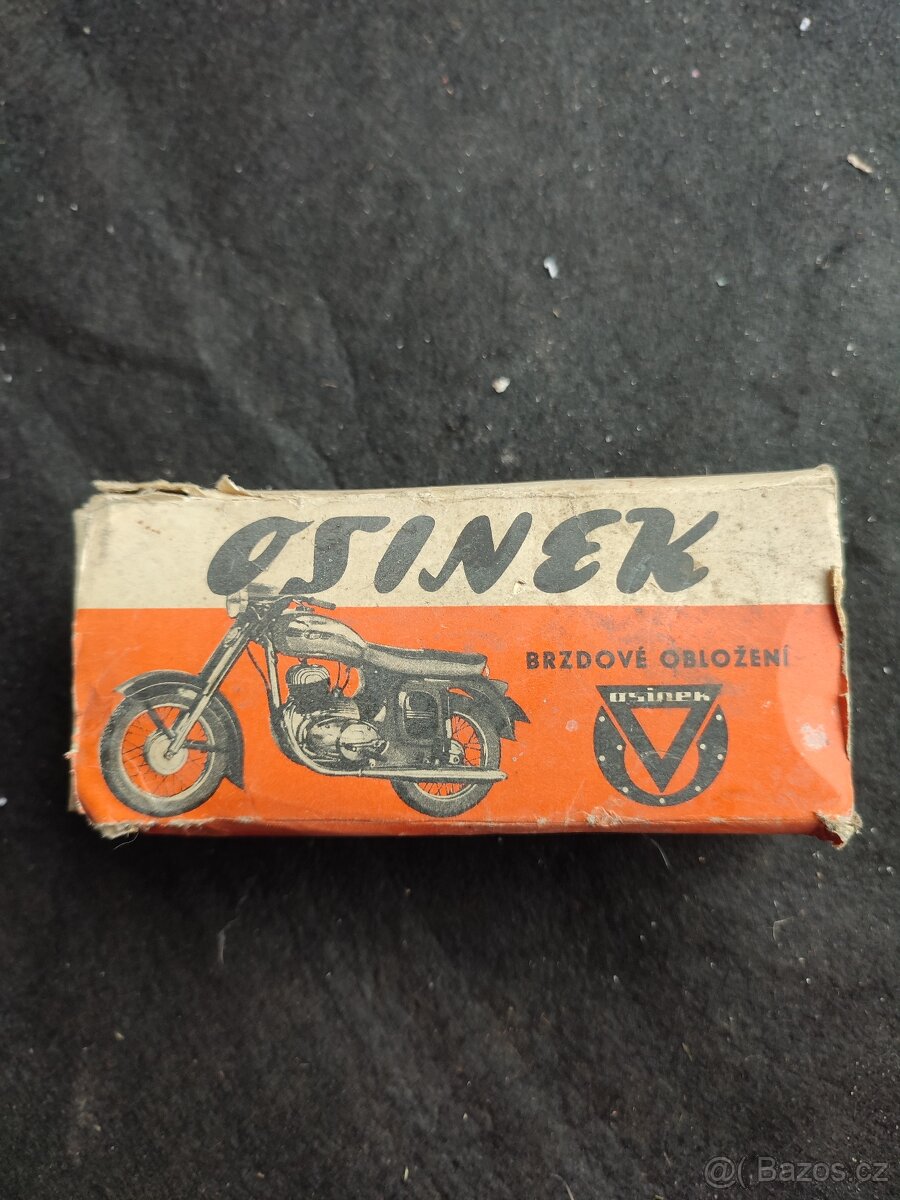 OSINEK
BRZDOVÉ OBLOŽENÍ
osinek
@( Bazos.cz